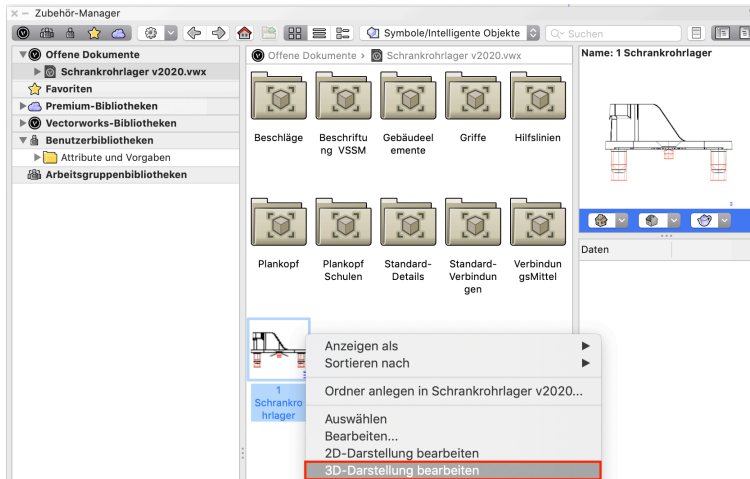 Zubehör-Manager
Symbole/Intelligente Objekte
Suchen
Offene Dokumente
Schrankrohrlager v2020.vwx
Favoriten
Premium-Bibliotheken
Vectorworks-Bibliotheken
Benutzerbibliotheken
Attribute und Vorgaben
Arbeitsgruppenbibliotheken
Offene Dokumente › Schrankrohrlager v2020.vwx
Beschläge
Beschriftu
ng VSSM
Gebäudeel
emente
Griffe
Hilfslinien
Plankopf
Plankopf
Schulen
Standard-
Details
Standard-
Verbindun
gen
Verbindun
gsMittel
1
Schrankro
hrlager
Anzeigen als
Sortieren nach
Ordner anlegen in Schrankrohrlager v2020...
Auswählen
Bearbeiten...
2D-Darstellung bearbeiten
3D-Darstellung bearbeiten
Name: 1 Schrankrohrlager
Daten